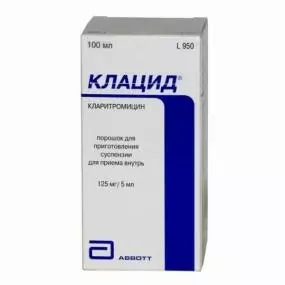 100 мл L 950
КЛАЦИД®
КЛАРИТРОМИЦИН
порошок для
приготовления
суспензии
для приема внутрь
125 мг/5 мл
ABBOTT